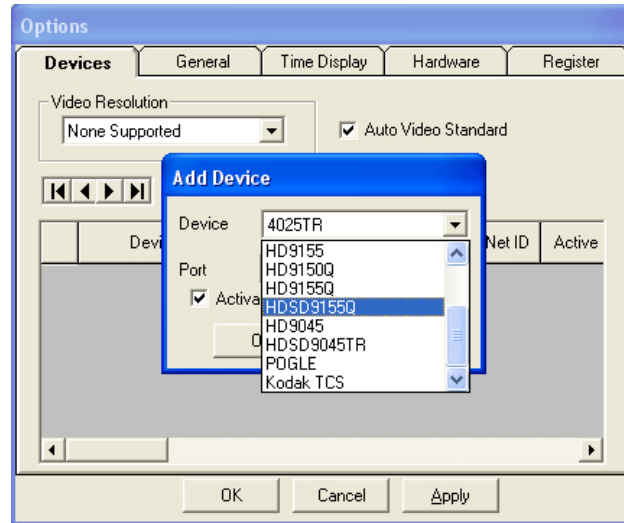 Options
Devices General Time Display Hardware Register
Video Resolution
None Supported
Auto Video Standard
Add Device
Device 4025TR
Port
HD9155
HD9150Q
HD9155Q
HDSD9155Q
HD9045
HDSD9045TR
POGLE
Kodak TCS
Net ID Active
OK Cancel Apply